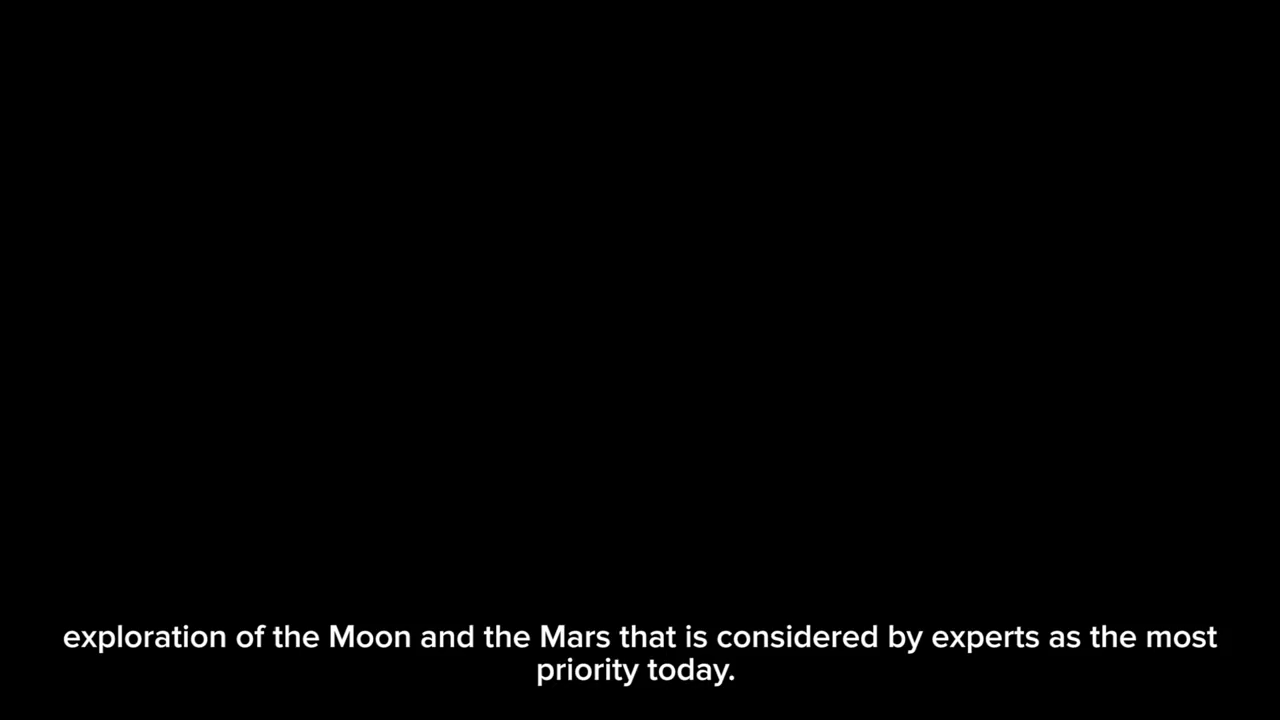 exploration of the Moon and the Mars that is considered by experts as the most
priority today.